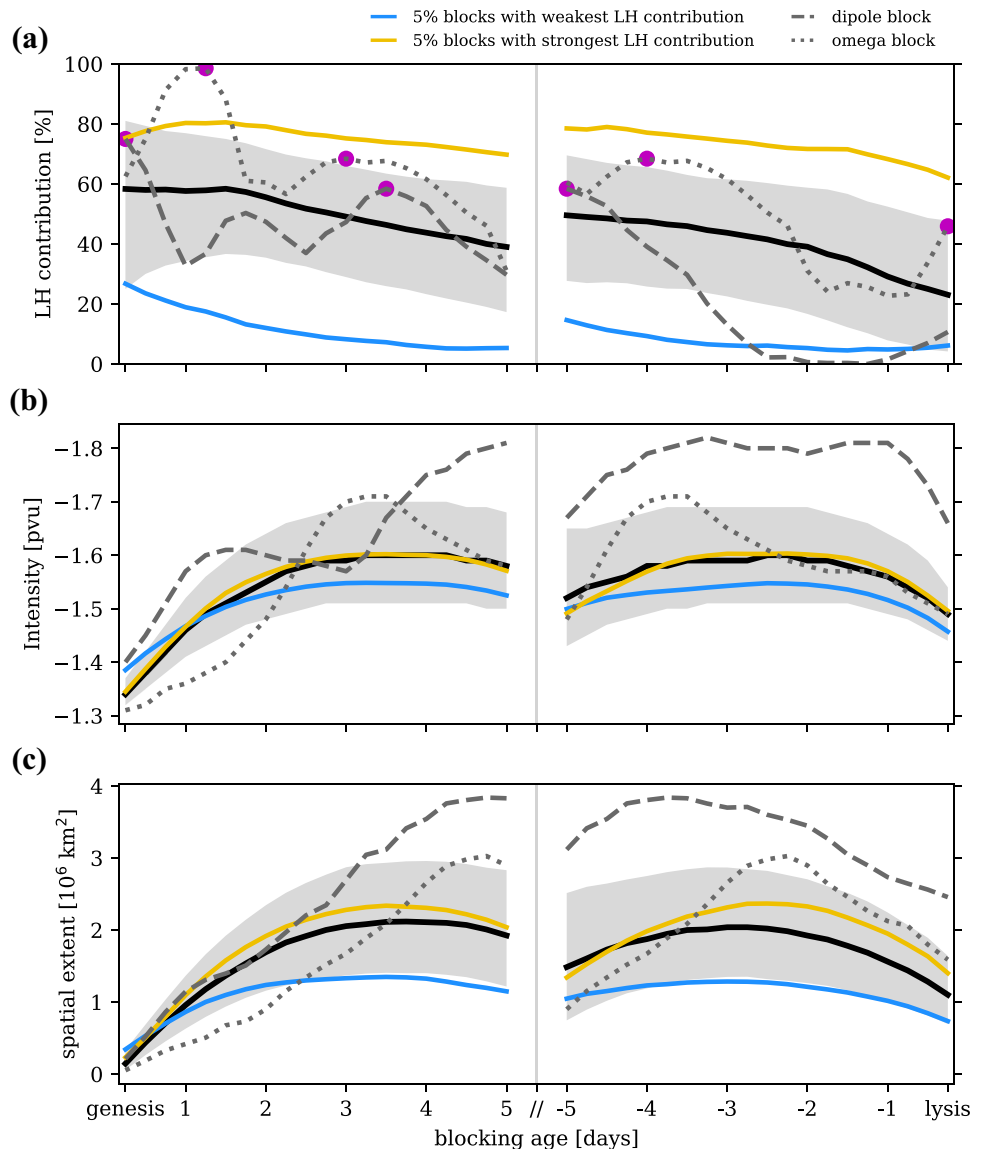 5% blocks with weakest LH contribution
5% blocks with strongest LH contribution
dipole block
omega block
(a)
100
80
60
40
20
0
LH contribution [%]
(b)
−1.8
−1.7
−1.6
−1.5
−1.4
−1.3
Intensity [pvu]
(c)
4
3
2
1
0
spatial extent [10⁶ km²]
genesis 1 2 3 4 5 // -5 -4 -3 -2 -1 lysis
blocking age [days]